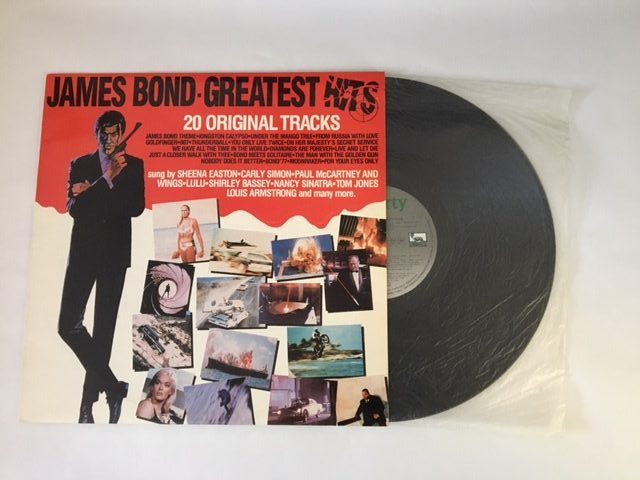 JAMES BOND·GREATEST HITS
20 ORIGINAL TRACKS
JAMES BOND THEME•KINGSTON CALYPSO•UNDER THE MANGO TREE•FROM RUSSIA WITH LOVE
GOLDFINGER•007•THUNDERBALL•YOU ONLY LIVE TWICE•ON HER MAJESTY'S SECRET SERVICE
WE HAVE ALL THE TIME IN THE WORLD•DIAMONDS ARE FOREVER•LIVE AND LET DIE
JUST A CLOSER WALK WITH THEE•BOND MEETS SOLITAIRE•THE MAN WITH THE GOLDEN GUN
NOBODY DOES IT BETTER•BOND'77•MOONRAKER•FOR YOUR EYES ONLY
sung by SHEENA EASTON•CARLY SIMON•PAUL McCARTNEY AND
WINGS•LULU•SHIRLEY BASSEY•NANCY SINATRA•TOM JONES
LOUIS ARMSTRONG and many more.
rty